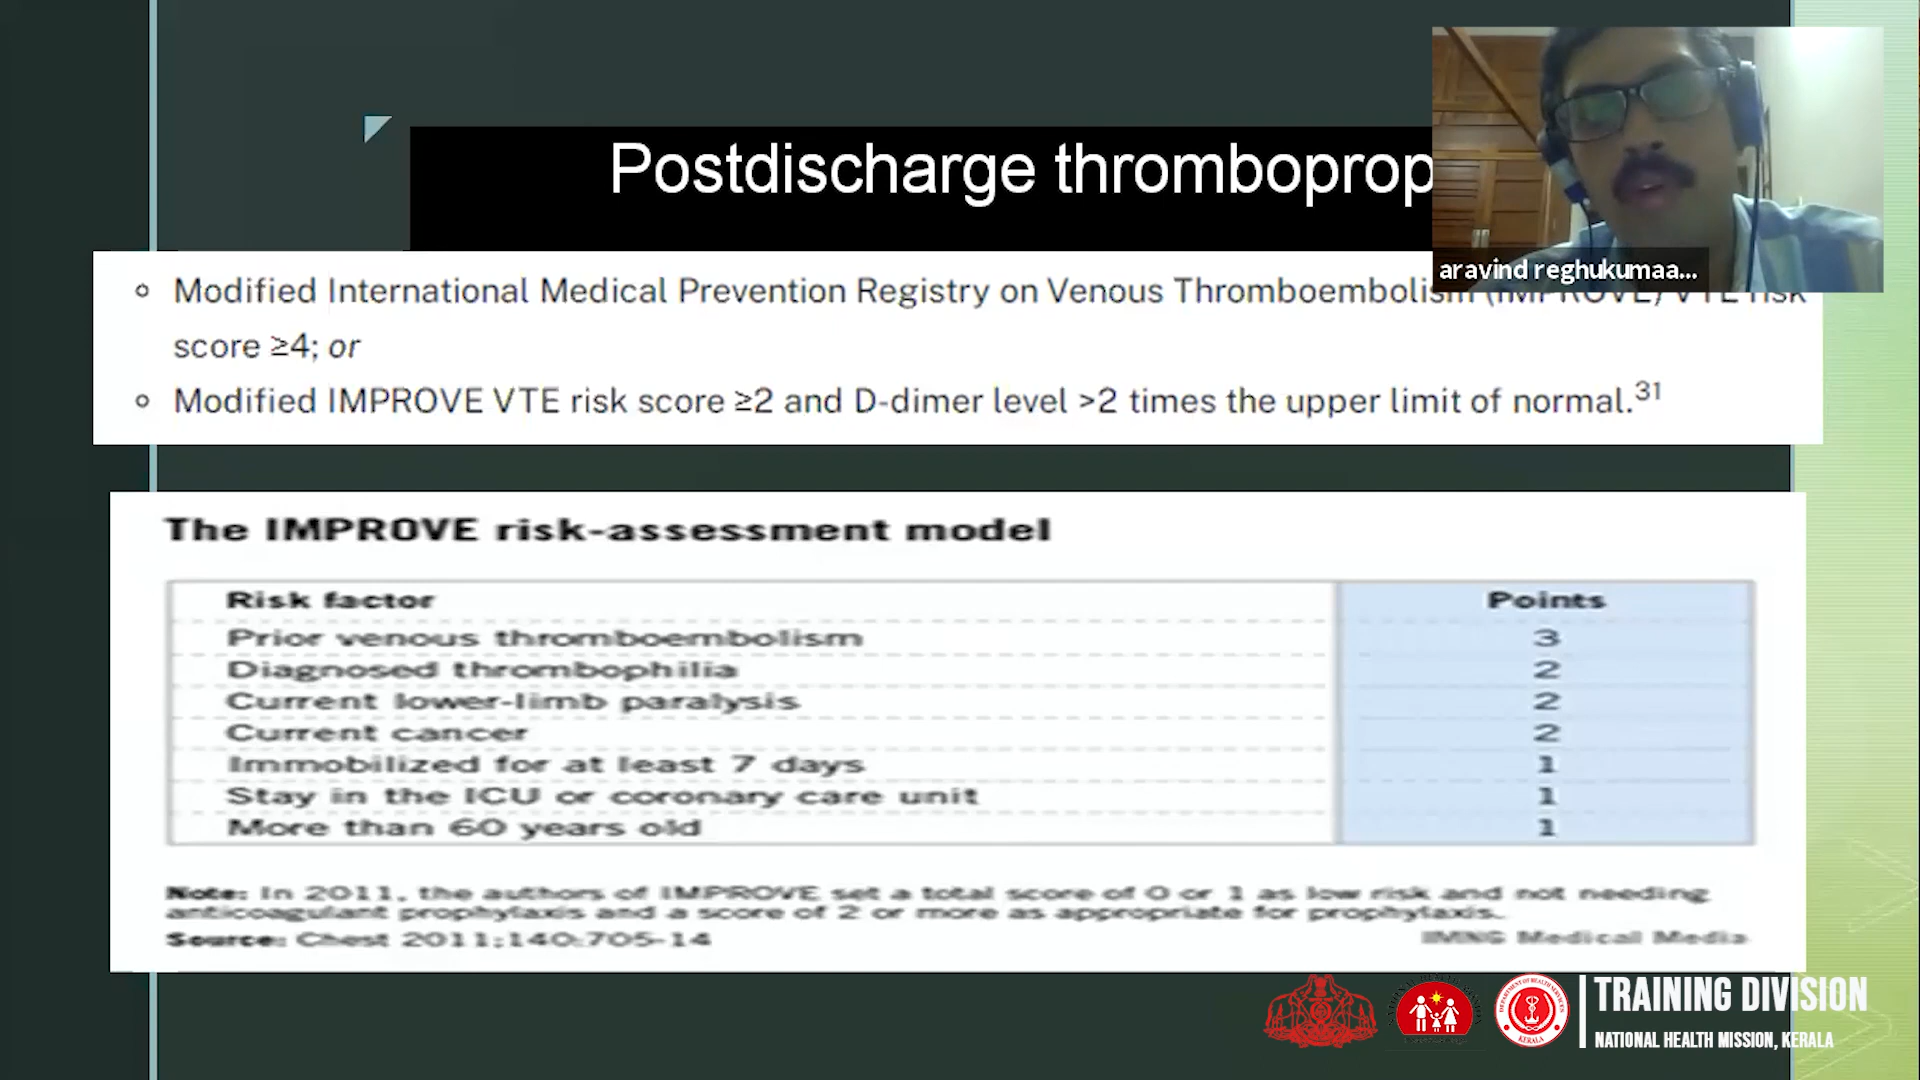 Postdischarge thromboprop
aravind reghukumaa...
Modified International Medical Prevention Registry on Venous Thromboembolism (IMPROVE) VTE risk
score ≥4; or
Modified IMPROVE VTE risk score ≥2 and D-dimer level >2 times the upper limit of normal.31
The IMPROVE risk-assessment model
Risk factor Points
Prior venous thromboembolism 3
Diagnosed thrombophilia 2
Current lower-limb paralysis 2
Current cancer 2
Immobilized for at least 7 days 1
Stay in the ICU or coronary care unit 1
More than 60 years old 1
Note: In 2011, the authors of IMPROVE set a total score of 0 or 1 as low risk and not needing
anticoagulant prophylaxis and a score of 2 or more as appropriate for prophylaxis.
Source: Chest 2011;140:705-14
IMNG Medical Media
TRAINING DIVISION
NATIONAL HEALTH MISSION, KERALA